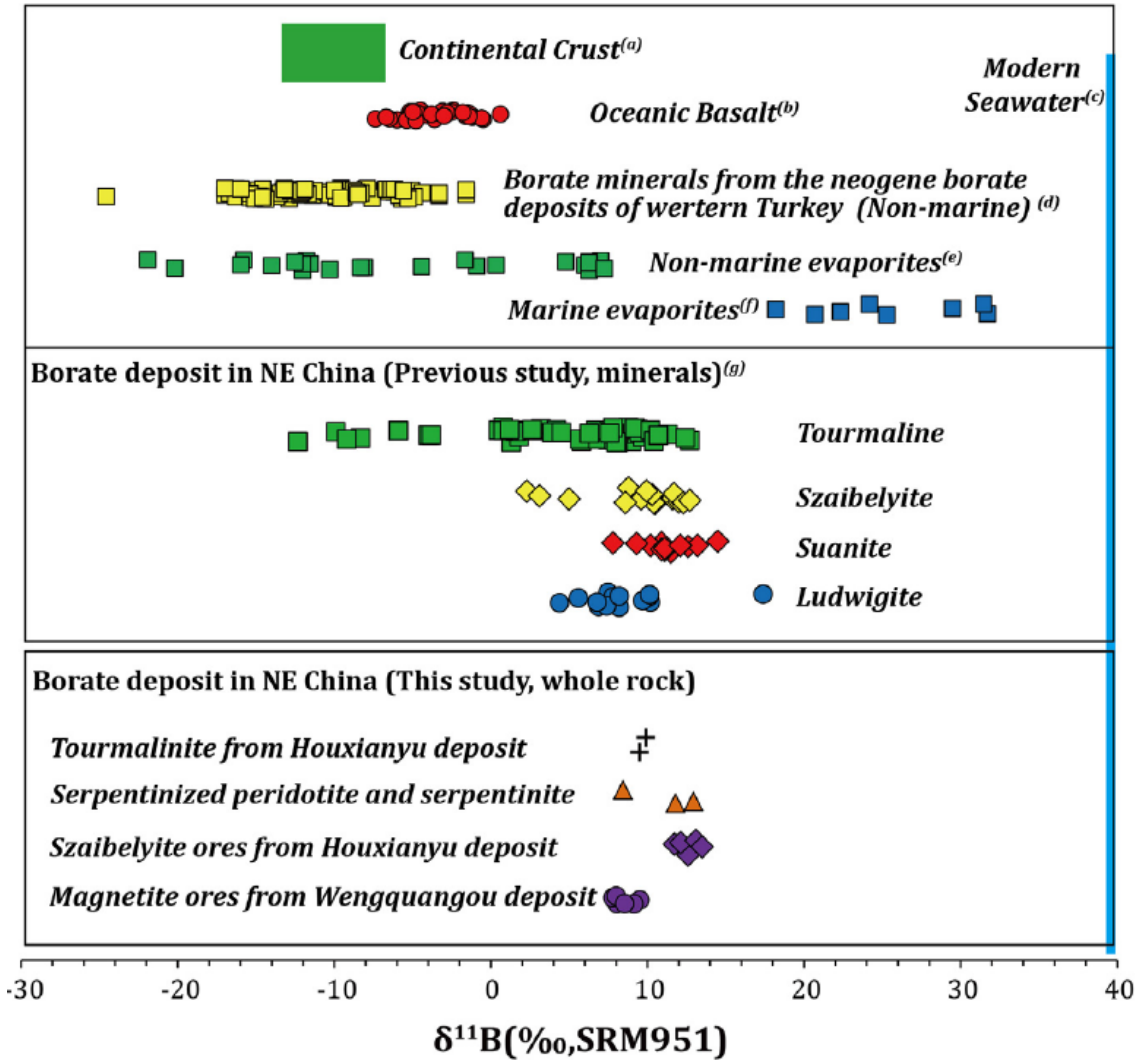 Continental Crust(a)
Modern
Seawater(c)
Oceanic Basalt(b)
Borate minerals from the neogene borate
deposits of wertern Turkey (Non-marine) (d)
Non-marine evaporites(e)
Marine evaporites(f)
Borate deposit in NE China (Previous study, minerals)(g)
Tourmaline
Szaibelyite
Suanite
Ludwigite
Borate deposit in NE China (This study, whole rock)
Tourmalinite from Houxianyu deposit
Serpentinized peridotite and serpentinite
Szaibelyite ores from Houxianyu deposit
Magnetite ores from Wengquangou deposit
-30 -20 -10 0 10 20 30 40
δ¹¹B(‰,SRM951)